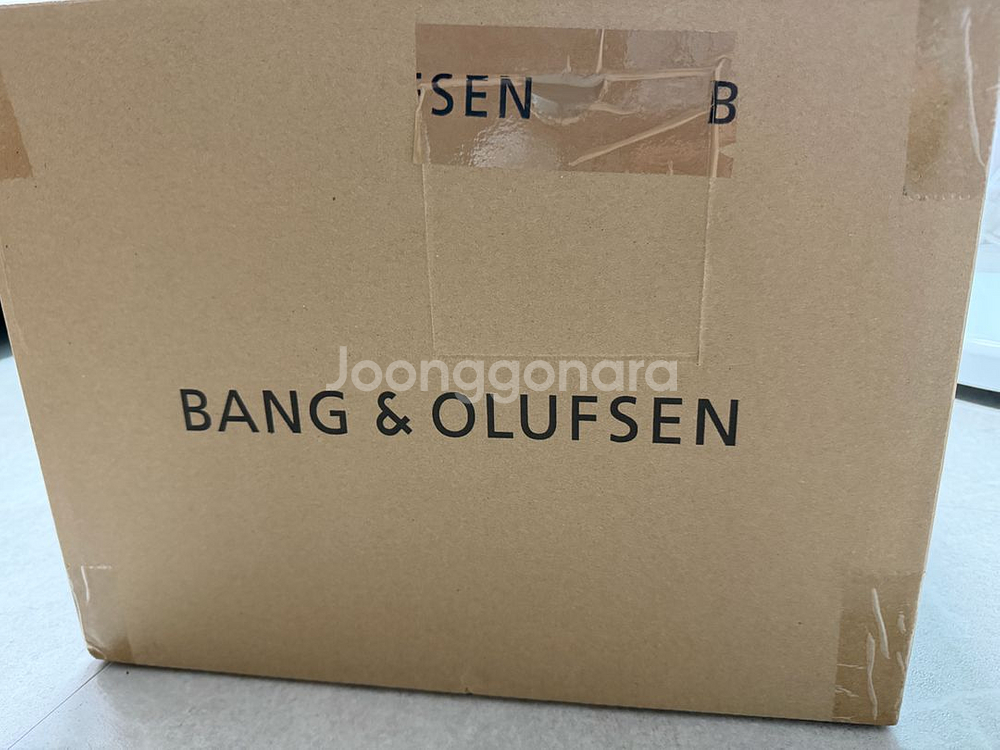 SEN B
Joonggonara
BANG & OLUFSEN